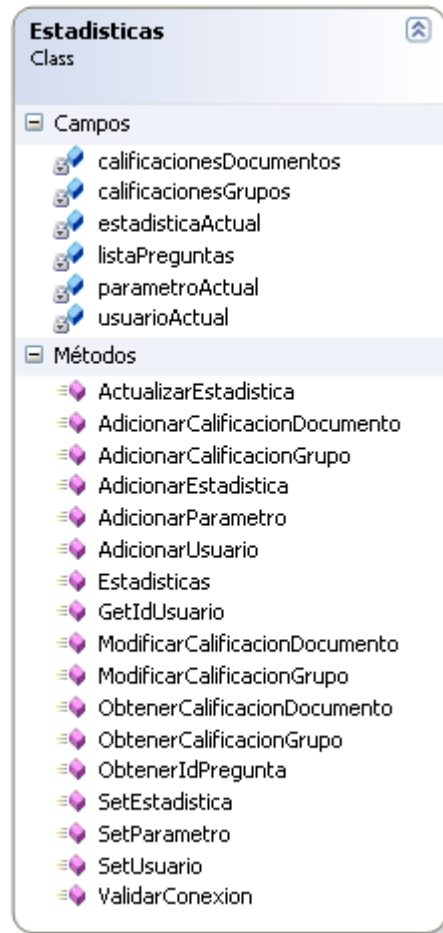 Estadisticas
Class
Campos
calificacionesDocumentos
calificacionesGrupos
estadisticaActual
listaPreguntas
parametroActual
usuarioActual
Métodos
ActualizarEstadistica
AdicionarCalificacionDocumento
AdicionarCalificacionGrupo
AdicionarEstadistica
AdicionarParametro
AdicionarUsuario
Estadisticas
GetIdUsuario
ModificarCalificacionDocumento
ModificarCalificacionGrupo
ObtenerCalificacionDocumento
ObtenerCalificacionGrupo
ObtenerIdPregunta
SetEstadistica
SetParametro
SetUsuario
ValidarConexion